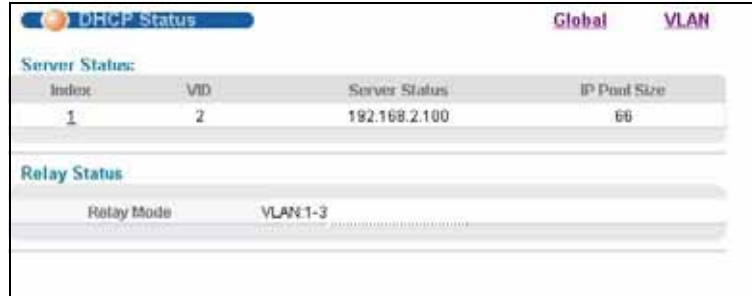 DHCP Status Global VLAN
Server Status:
Index VID Server Status IP Pool Size
1 2 192.168.2.100 66
Relay Status
Relay Mode VLAN:1-3